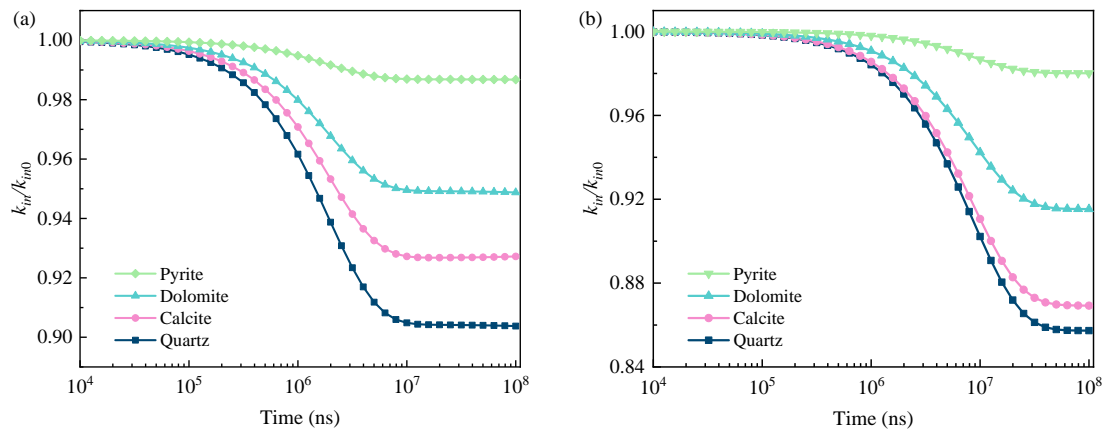 (a)
1.00
0.98
0.96
0.94
0.92
0.90
k_in/k_in0
Pyrite
Dolomite
Calcite
Quartz
10^4
10^5
10^6
10^7
10^8
Time (ns)
(b)
1.00
0.96
0.92
0.88
0.84
k_in/k_in0
Pyrite
Dolomite
Calcite
Quartz
10^4
10^5
10^6
10^7
10^8
Time (ns)